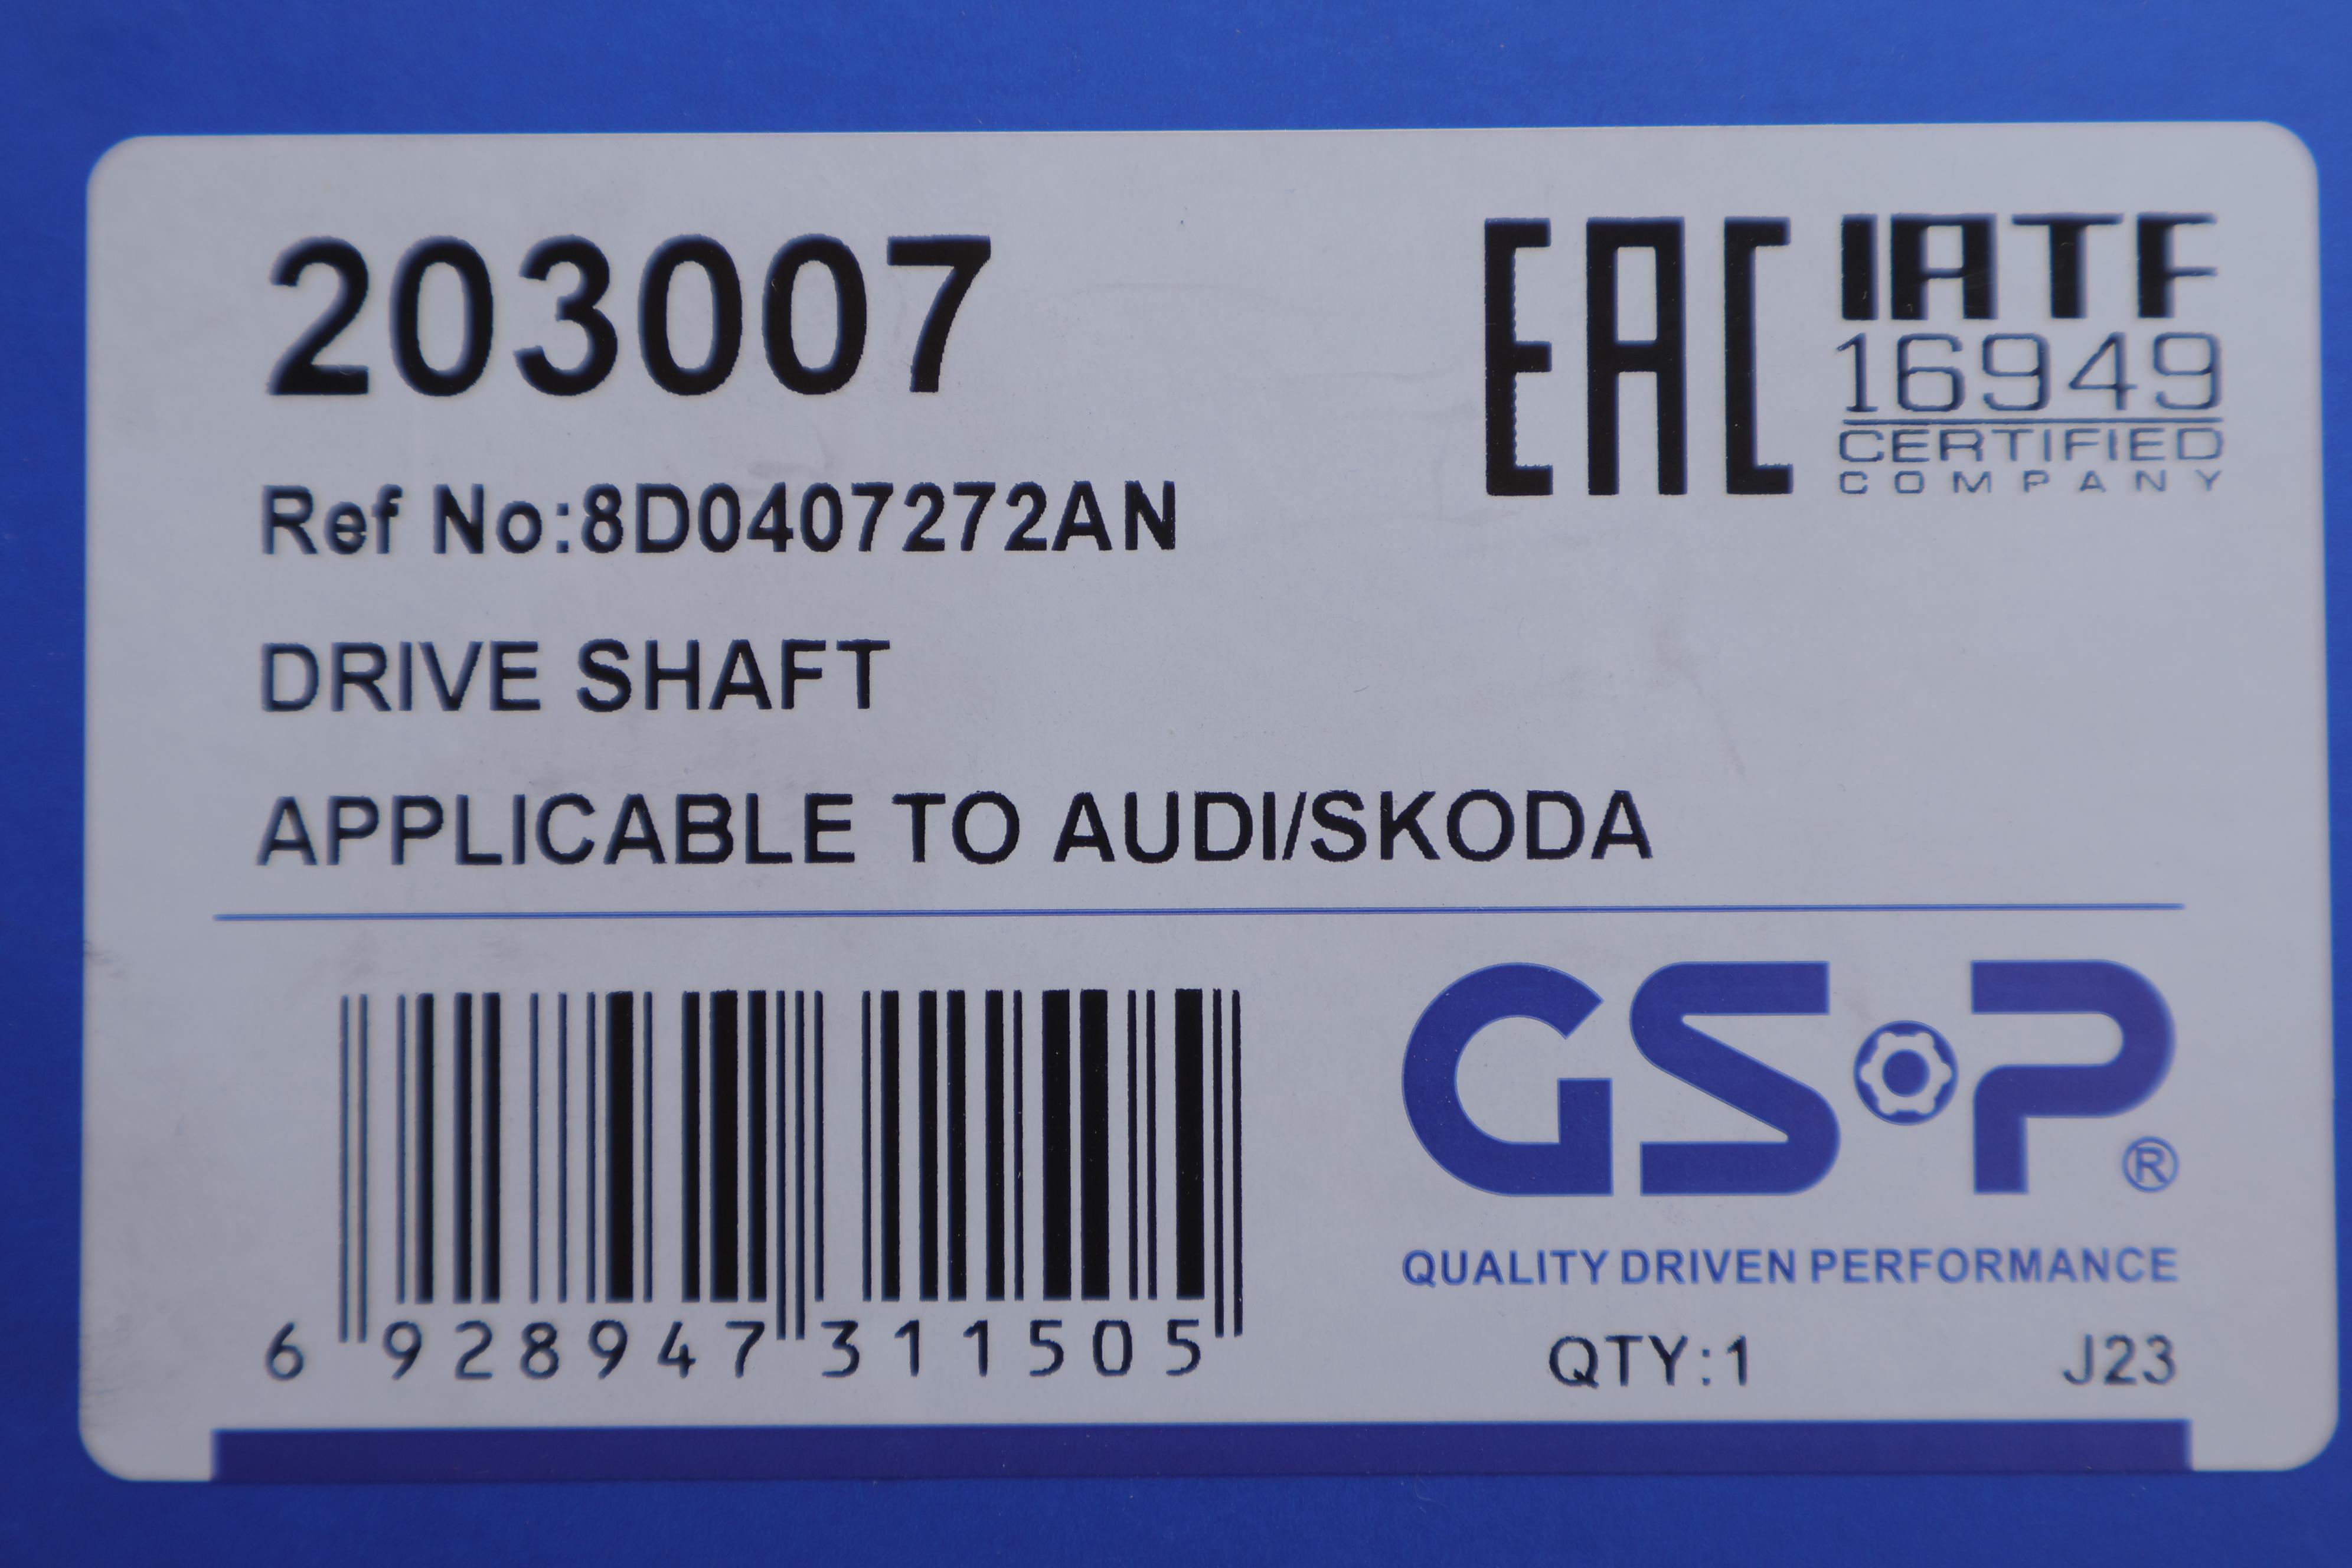 203007
EAC
IATF
16949
CERTIFIED
COMPANY
Ref No:8D0407272AN
DRIVE SHAFT
APPLICABLE TO AUDI/SKODA
GSP®
QUALITY DRIVEN PERFORMANCE
6 928947 311505
QTY:1
J23